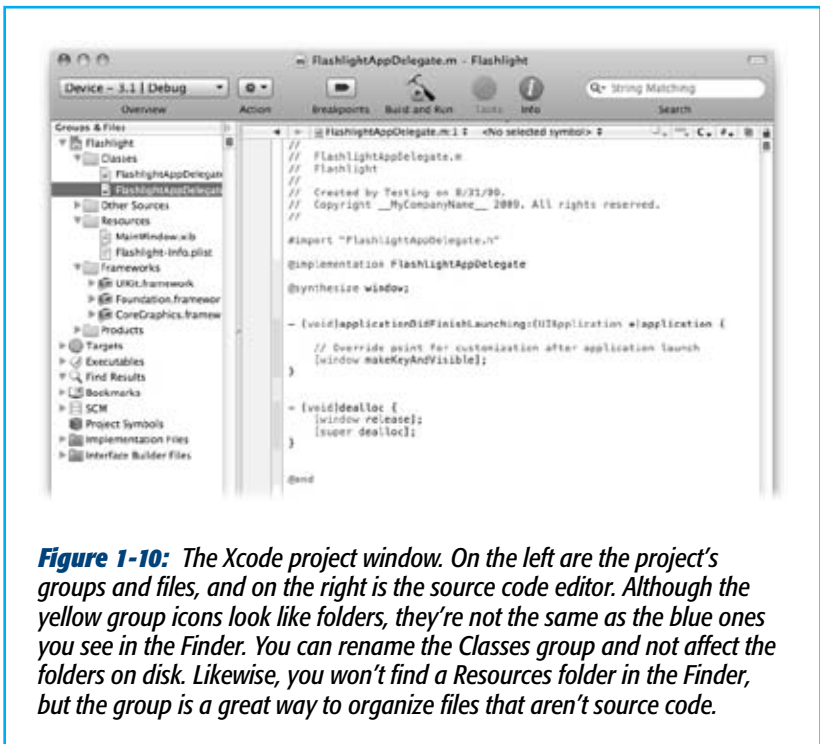 FlashlightAppDelegate.m - Flashlight
Device - 3.1 | Debug
String Matching
Overview
Action
Breakpoints
Build and Run
Tasks
Info
Search
Groups & Files
FlashlightAppDelegate.m:1
<No selected symbol>
Flashlight
Classes
FlashlightAppDelegate
FlashlightAppDelegate
Other Sources
Resources
MainWindow.xib
Flashlight-Info.plist
Frameworks
UIKit.framework
Foundation.framewor
CoreGraphics.framew
Products
Targets
Executables
Find Results
Bookmarks
SCM
Project Symbols
Implementation Files
Interface Builder Files
//
// FlashlightAppDelegate.m
// Flashlight
//
// Created by Testing on 8/31/09.
// Copyright __MyCompanyName__ 2009. All rights reserved.
//
#import "FlashlightAppDelegate.h"
@implementation FlashlightAppDelegate
@synthesize window;
- (void)applicationDidFinishLaunching:(UIApplication *)application {
// Override point for customization after application launch
[window makeKeyAndVisible];
}
- (void)dealloc {
[window release];
[super dealloc];
}
@end
Figure 1-10: The Xcode project window. On the left are the project's
groups and files, and on the right is the source code editor. Although the
yellow group icons look like folders, they're not the same as the blue ones
you see in the Finder. You can rename the Classes group and not affect the
folders on disk. Likewise, you won't find a Resources folder in the Finder,
but the group is a great way to organize files that aren't source code.